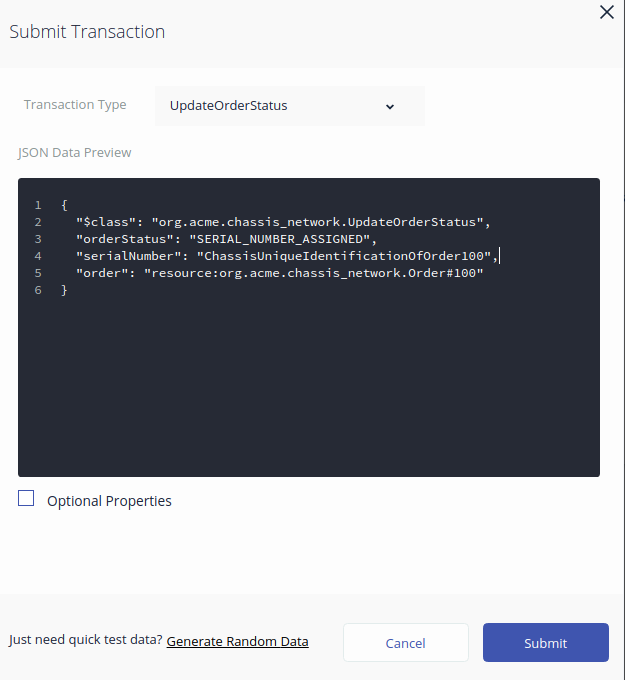 Submit Transaction
Transaction Type
UpdateOrderStatus
JSON Data Preview
1 {
2 "$class": "org.acme.chassis_network.UpdateOrderStatus",
3 "orderStatus": "SERIAL_NUMBER_ASSIGNED",
4 "serialNumber": "ChassisUniqueIdentificationOfOrder100",
5 "order": "resource:org.acme.chassis_network.Order#100"
6 }
Optional Properties
Just need quick test data? Generate Random Data
Cancel
Submit